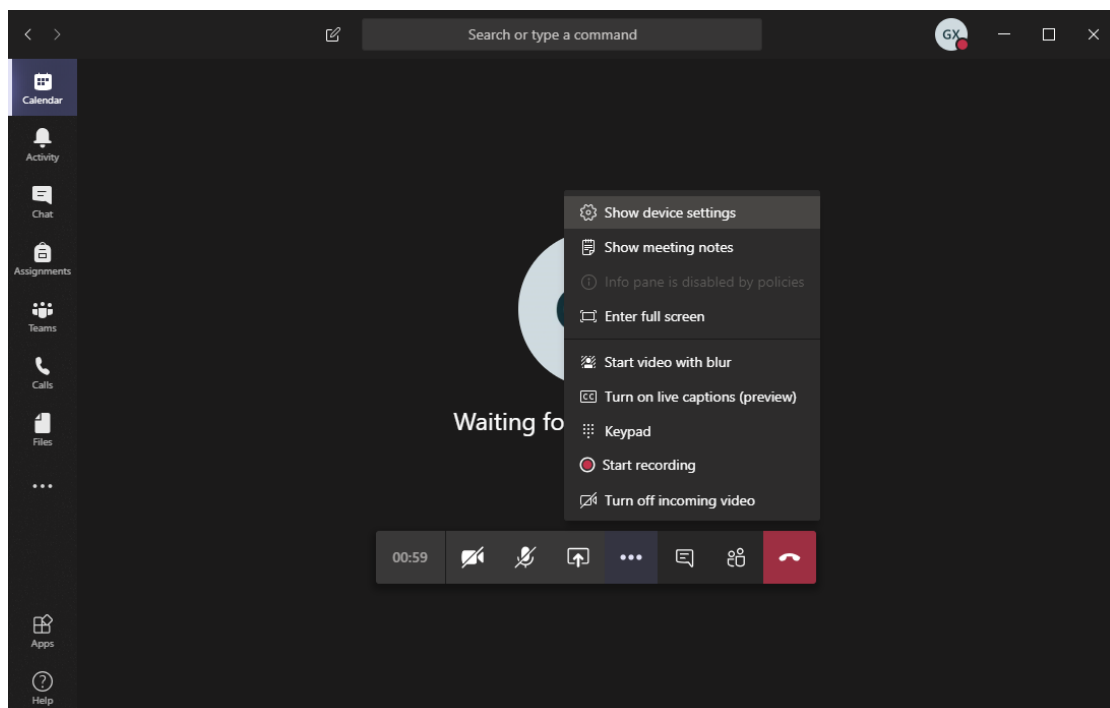 Search or type a command
GX
Calendar
Activity
Chat
Assignments
Teams
Calls
Files
Apps
Help
Show device settings
Show meeting notes
Info pane is disabled by policies
Enter full screen
Start video with blur
CC Turn on live captions (preview)
Keypad
Start recording
Turn off incoming video
Waiting fo
00:59